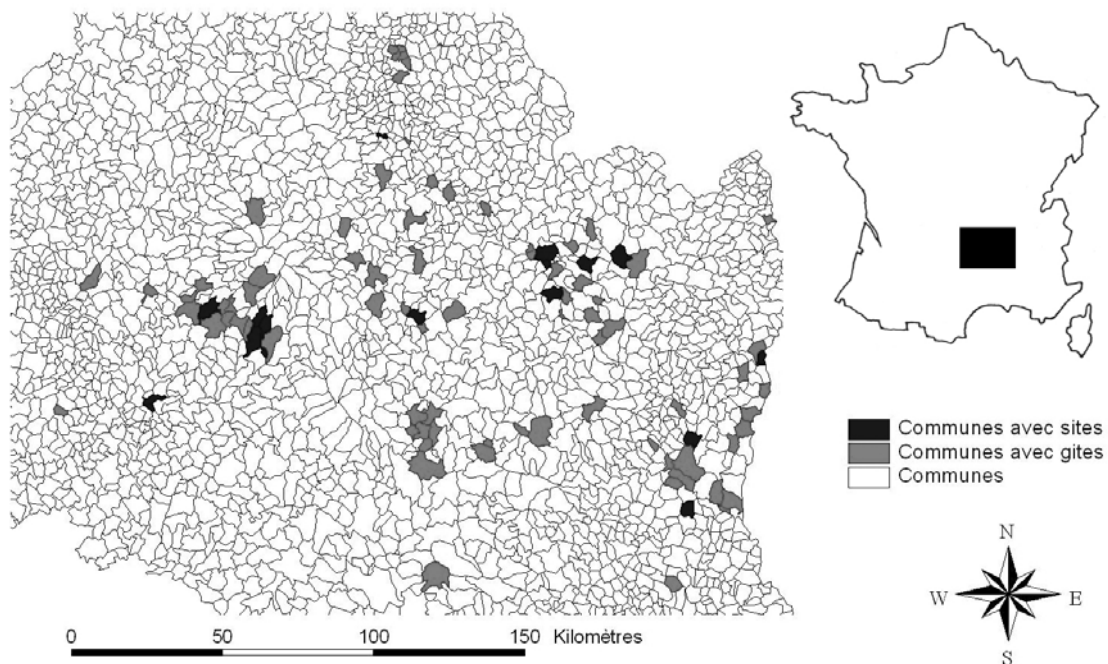 Communes avec sites
Communes avec gites
Communes
N
W E
S
0 50 100 150 Kilomètres